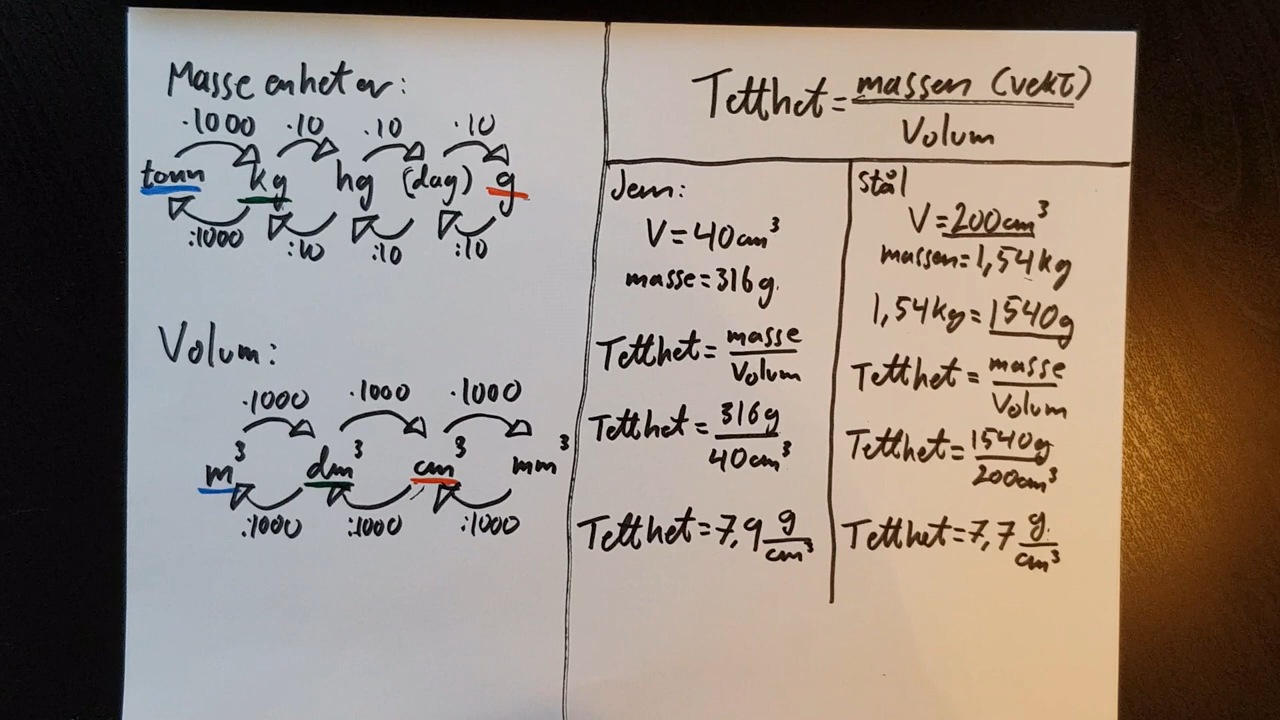 Masseenheter:
·1000 ·10 ·10 ·10
tonn kg hg (dag) g
:1000 :10 :10 :10
Volum:
·1000 ·1000 ·1000
m³ dm³ cm³ mm³
:1000 :1000 :1000
Tetthet = massen (vekt) / Volum
Jern:
V = 40cm³
masse = 316g.
Tetthet = masse / Volum
Tetthet = 316g / 40cm³
Tetthet = 7,9 g / cm³
Stål
V = 200cm³
massen = 1,54kg
1,54kg = 1540g
Tetthet = masse / Volum
Tetthet = 1540g / 200cm³
Tetthet = 7,7 g. / cm³